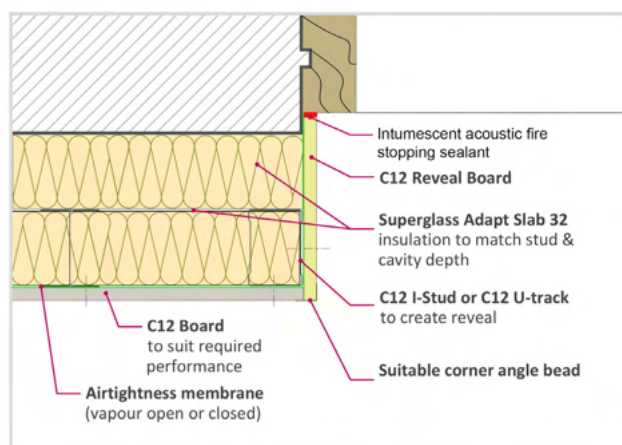 Intumescent acoustic fire
stopping sealant
C12 Reveal Board
Superglass Adapt Slab 32
insulation to match stud &
cavity depth
C12 I-Stud or C12 U-track
to create reveal
Suitable corner angle bead
C12 Board
to suit required
performance
Airtightness membrane
(vapour open or closed)